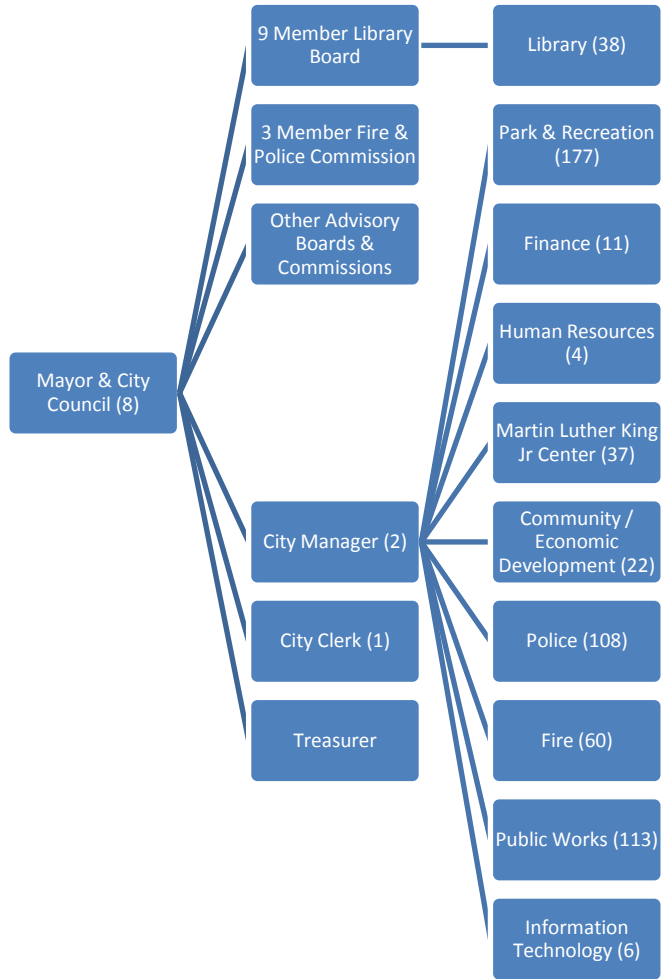 9 Member Library
Board
Library (38)
3 Member Fire &
Police Commission
Park & Recreation
(177)
Other Advisory
Boards &
Commissions
Finance (11)
Human Resources
(4)
Mayor & City
Council (8)
Martin Luther King
Jr Center (37)
City Manager (2)
Community /
Economic
Development (22)
City Clerk (1)
Police (108)
Treasurer
Fire (60)
Public Works (113)
Information
Technology (6)